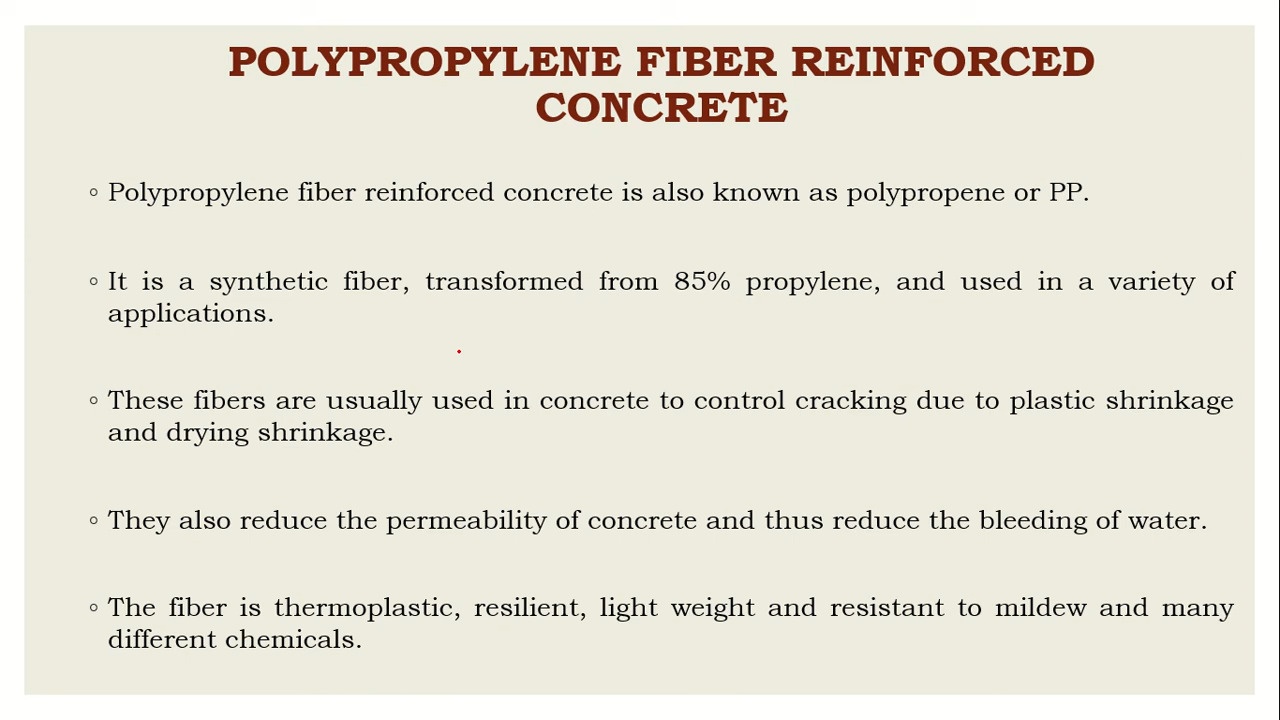 POLYPROPYLENE FIBER REINFORCED
CONCRETE
◦ Polypropylene fiber reinforced concrete is also known as polypropene or PP.
◦ It is a synthetic fiber, transformed from 85% propylene, and used in a variety of
applications.
◦ These fibers are usually used in concrete to control cracking due to plastic shrinkage
and drying shrinkage.
◦ They also reduce the permeability of concrete and thus reduce the bleeding of water.
◦ The fiber is thermoplastic, resilient, light weight and resistant to mildew and many
different chemicals.